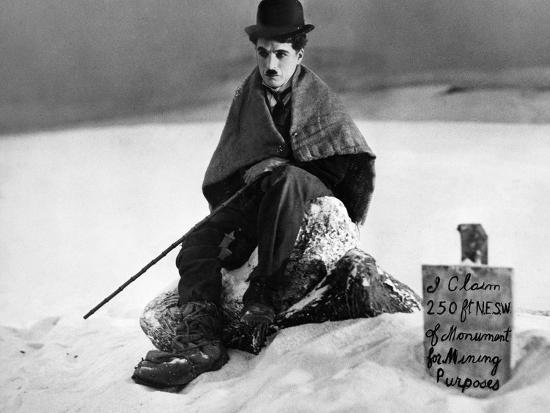 I Claim
250 ft N.E.S.W
of Monument
for Mining
Purposes